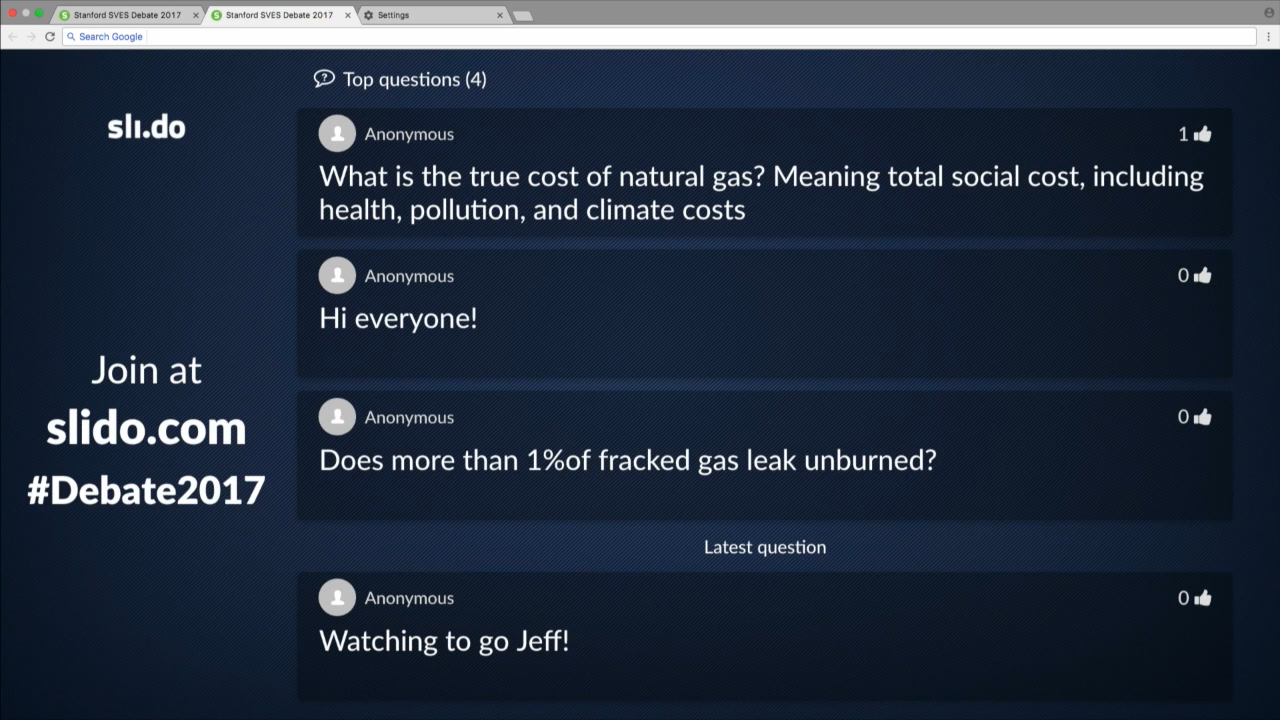 Stanford SVES Debate 2017
Stanford SVES Debate 2017
Settings
Search Google
Top questions (4)
slı.do
Anonymous
1
What is the true cost of natural gas? Meaning total social cost, including
health, pollution, and climate costs
Anonymous
0
Hi everyone!
Join at
slido.com
#Debate2017
Anonymous
0
Does more than 1%of fracked gas leak unburned?
Latest question
Anonymous
0
Watching to go Jeff!